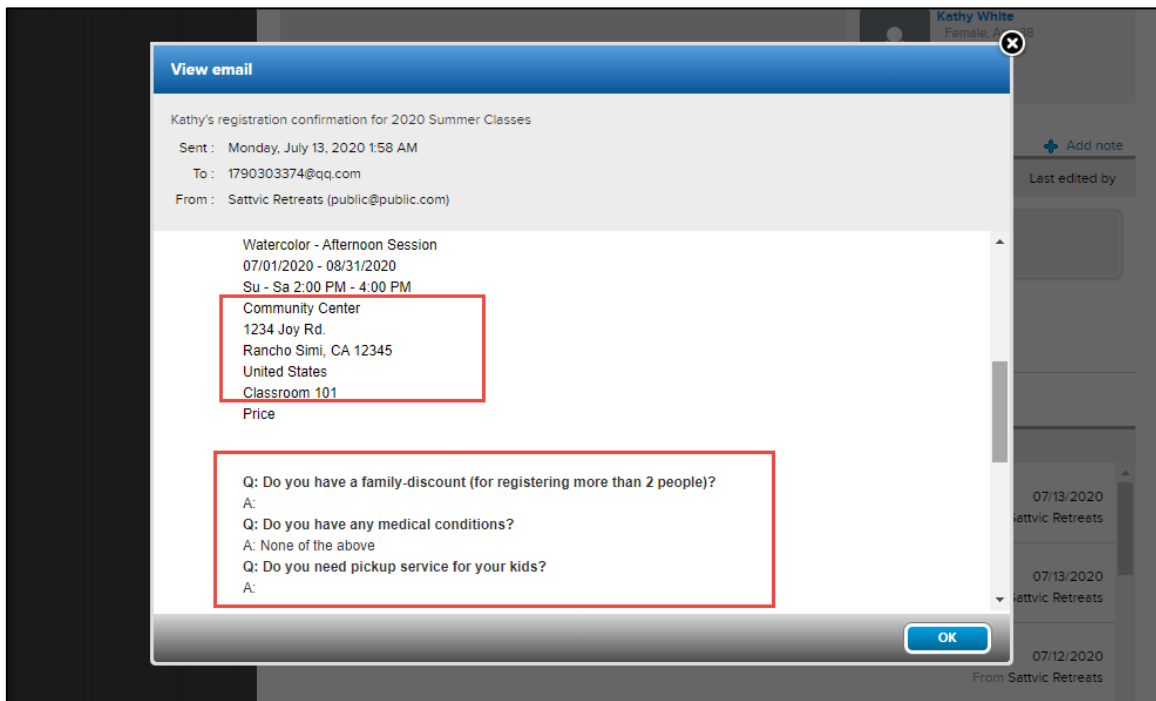 Kathy White
Female, A 38
View email
Kathy's registration confirmation for 2020 Summer Classes
Sent : Monday, July 13, 2020 1:58 AM
To : 1790303374@qq.com
From : Sattvic Retreats (public@public.com)
Add note
Last edited by
Watercolor - Afternoon Session
07/01/2020 - 08/31/2020
Su - Sa 2:00 PM - 4:00 PM
Community Center
1234 Joy Rd.
Rancho Simi, CA 12345
United States
Classroom 101
Price
Q: Do you have a family-discount (for registering more than 2 people)?
A:
Q: Do you have any medical conditions?
A: None of the above
Q: Do you need pickup service for your kids?
A:
07/13/2020
Sattvic Retreats
07/13/2020
Sattvic Retreats
OK
07/12/2020
From Sattvic Retreats